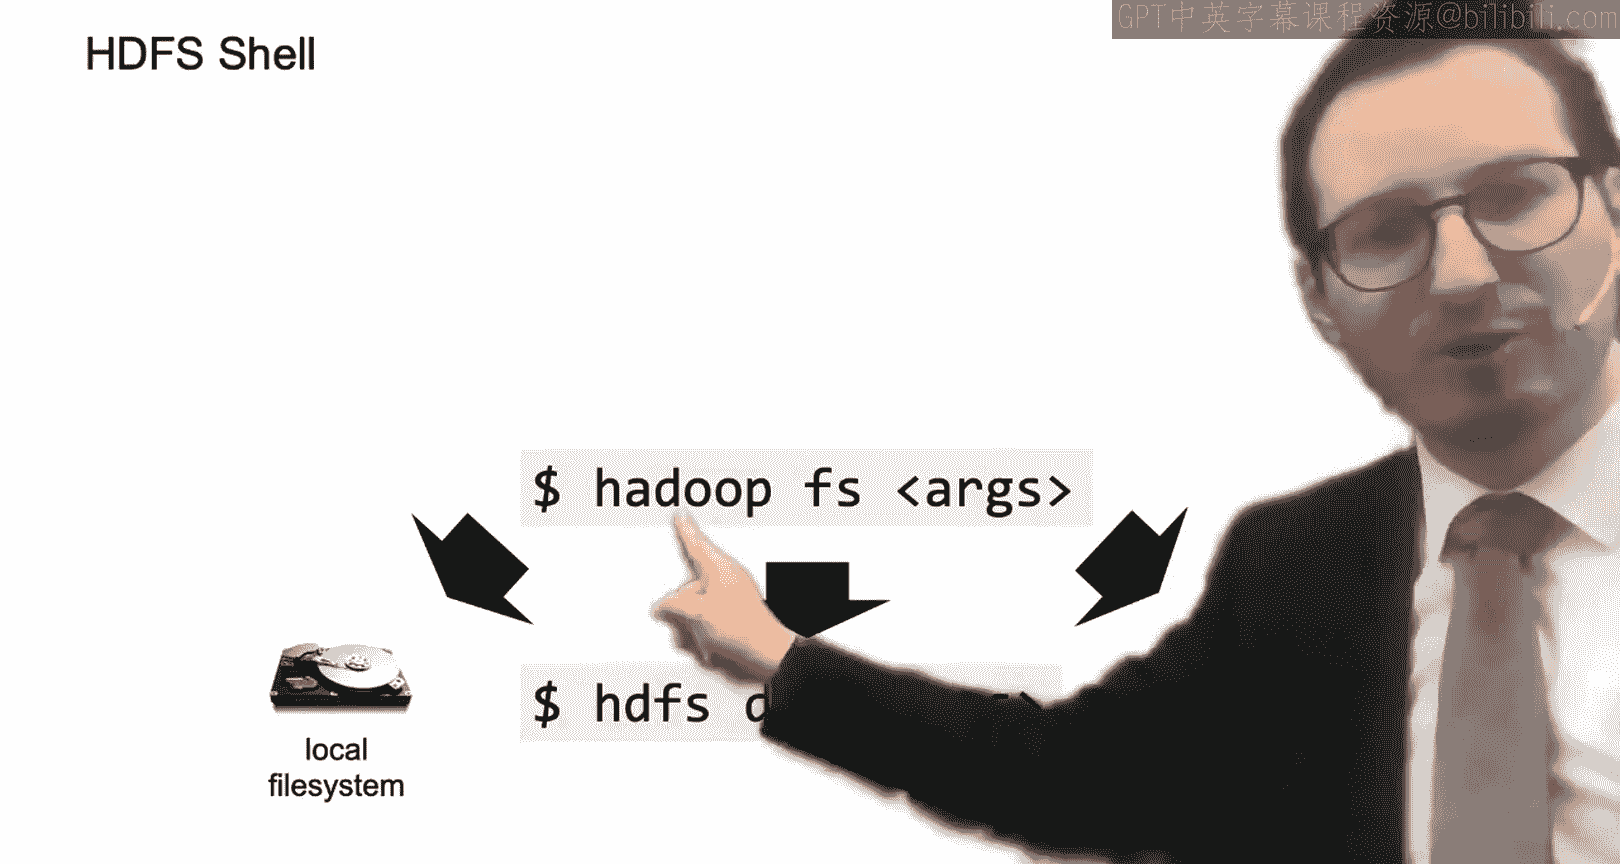 GPT中英字幕课程资源@bilibili.com
HDFS Shell
$ hadoop fs <args>
$ hdfs
local
filesystem